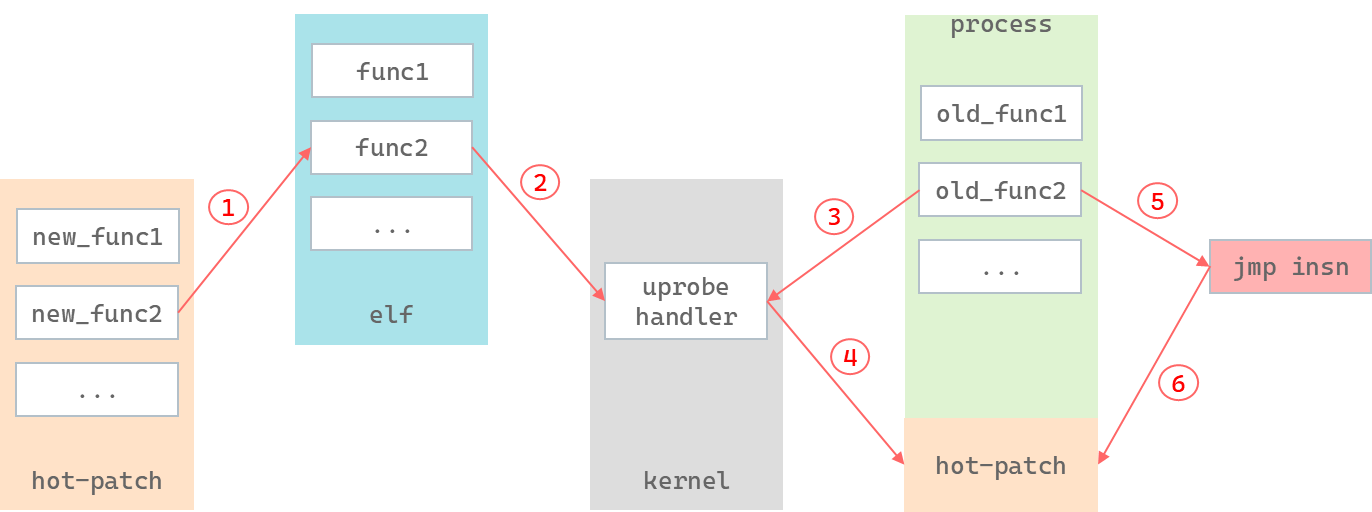 new_func1
new_func2
...
hot-patch
①
func1
func2
...
elf
②
uprobe
handler
kernel
③
④
process
old_func1
old_func2
...
hot-patch
⑤
jmp insn
⑥